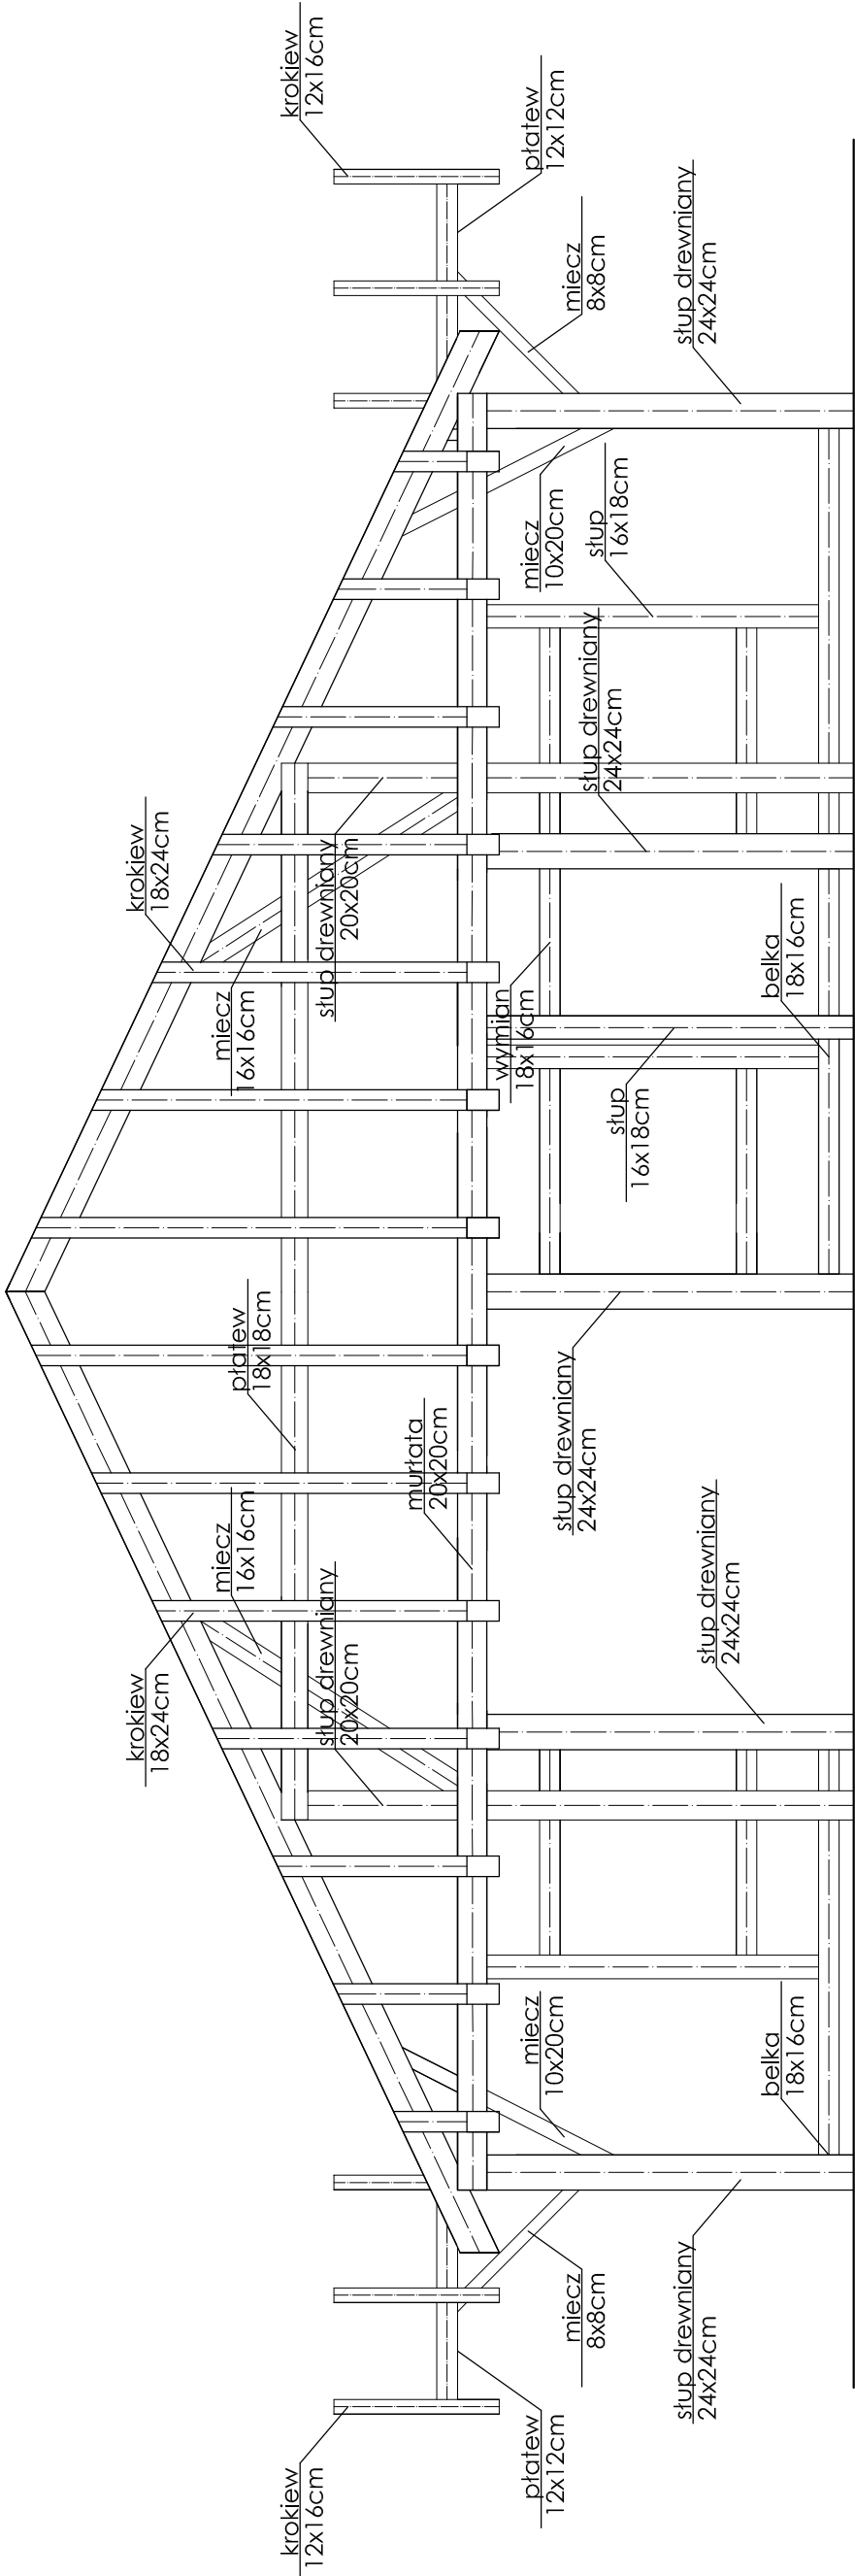 krokiew
18x24cm
krokiew
18x24cm
miecz
16x16cm
płatew
18x18cm
miecz
16x16cm
krokiew
12x16cm
krokiew
12x16cm
słup drewniany
20x20cm
słup drewniany
20x20cm
murłata
20x20cm
wymian
18x16cm
płatew
12x12cm
miecz
10x20cm
miecz
10x20cm
płatew
12x12cm
miecz
8x8cm
słup drewniany
24x24cm
miecz
8x8cm
słup drewniany
24x24cm
słup
16x18cm
słup
16x18cm
słup drewniany
24x24cm
słup drewniany
24x24cm
słup drewniany
24x24cm
belka
18x16cm
belka
18x16cm